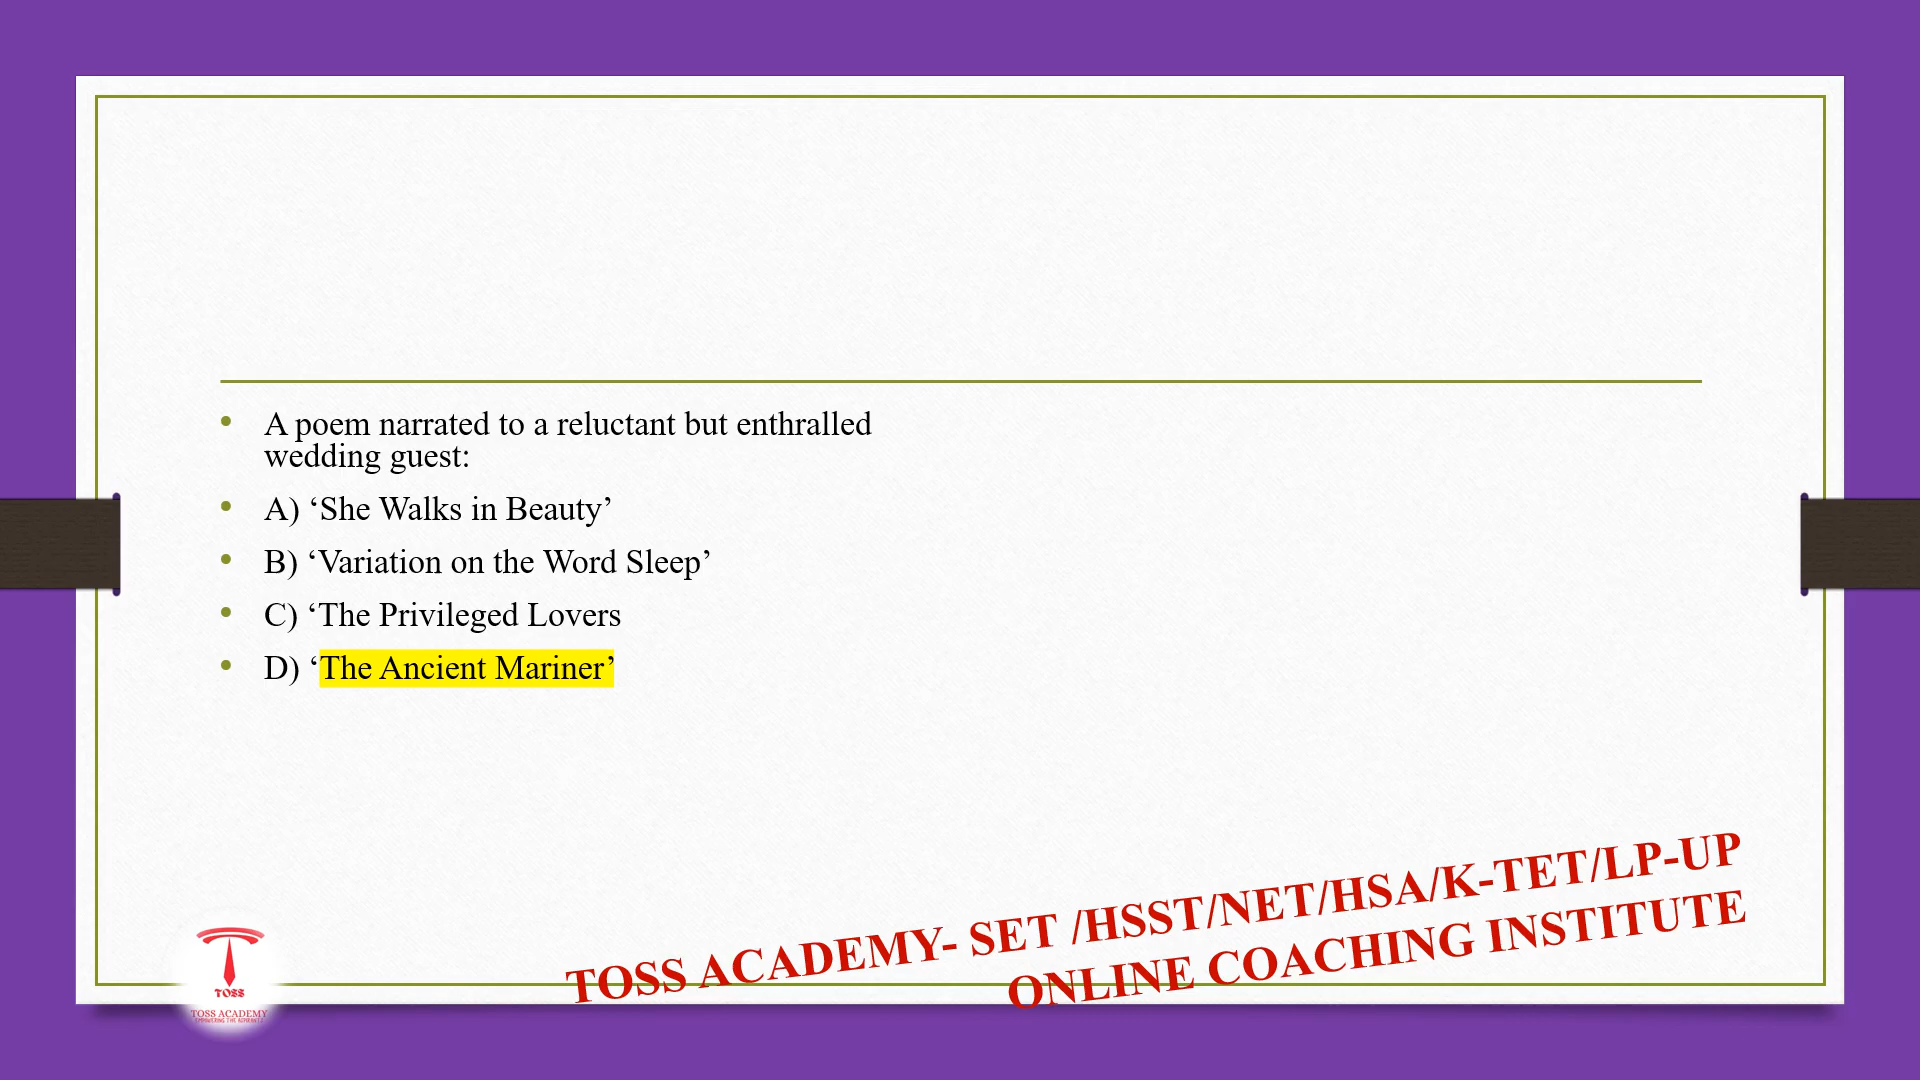 A poem narrated to a reluctant but enthralled
wedding guest:
A) ‘She Walks in Beauty’
B) ‘Variation on the Word Sleep’
C) ‘The Privileged Lovers
D) ‘The Ancient Mariner’
TOSS ACADEMY- SET /HSST/NET/HSA/K-TET/LP-UP
ONLINE COACHING INSTITUTE
TOSS
TOSS ACADEMY